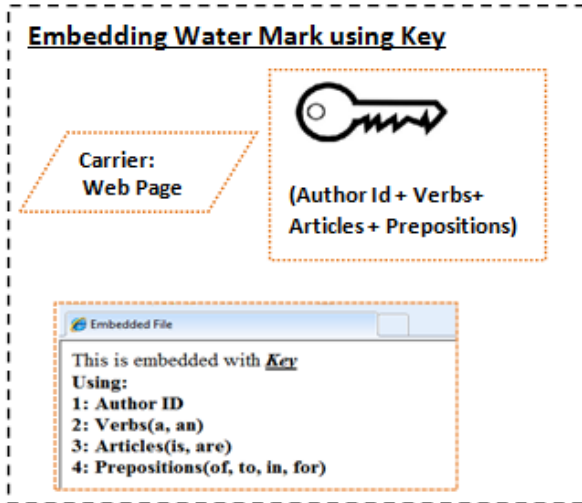 Embedding Water Mark using Key
Carrier:
Web Page
(Author Id + Verbs+
Articles + Prepositions)
Embedded File
This is embedded with Key
Using:
1: Author ID
2: Verbs(a, an)
3: Articles(is, are)
4: Prepositions(of, to, in, for)